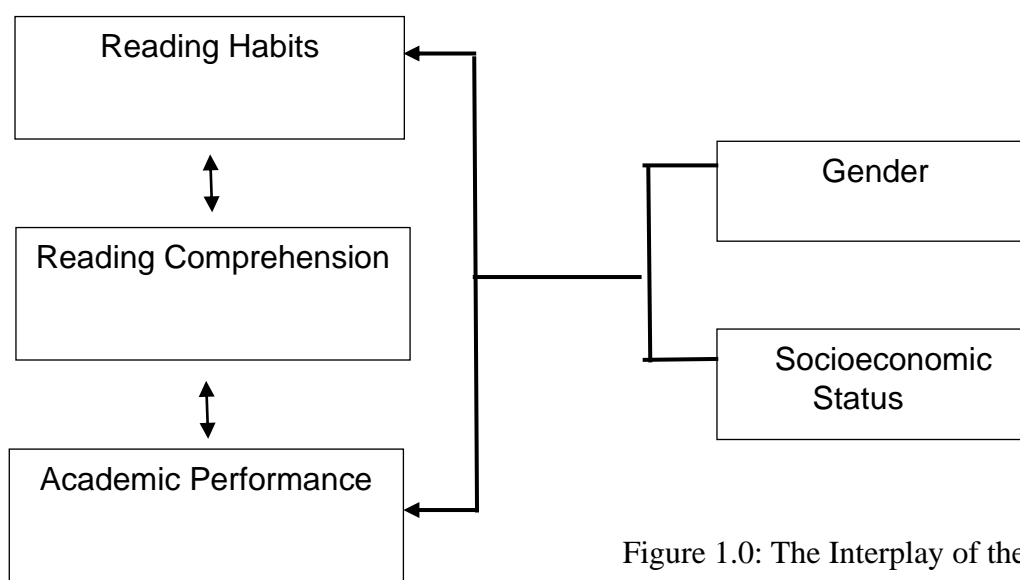 Reading Habits
Gender
Reading Comprehension
Socioeconomic
Status
Academic Performance
Figure 1.0: The Interplay of the